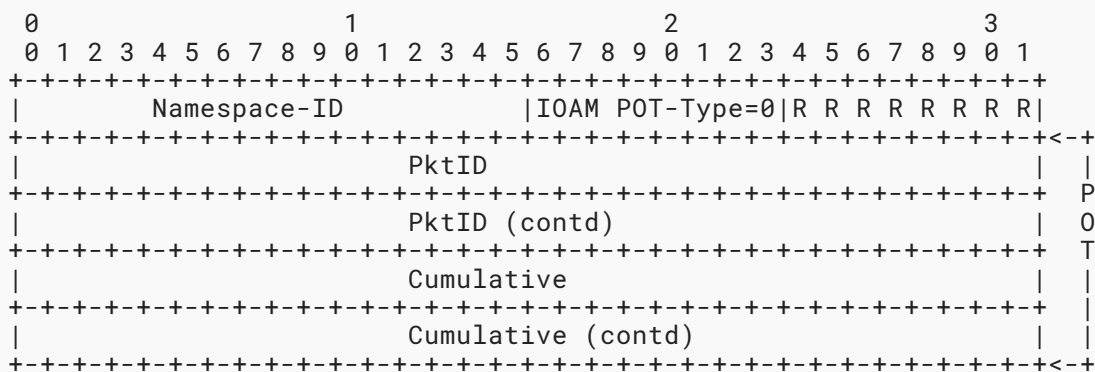 0                   1                   2                   3
 0 1 2 3 4 5 6 7 8 9 0 1 2 3 4 5 6 7 8 9 0 1 2 3 4 5 6 7 8 9 0 1
+-+-+-+-+-+-+-+-+-+-+-+-+-+-+-+-+-+-+-+-+-+-+-+-+-+-+-+-+-+-+-+-+
|        Namespace-ID           |IOAM POT-Type=0|R R R R R R R R|
+-+-+-+-+-+-+-+-+-+-+-+-+-+-+-+-+-+-+-+-+-+-+-+-+-+-+-+-+-+-+-+-+<-+
|                        PktID                                  |  |
+-+-+-+-+-+-+-+-+-+-+-+-+-+-+-+-+-+-+-+-+-+-+-+-+-+-+-+-+-+-+-+-+  P
|                        PktID (contd)                          |  O
+-+-+-+-+-+-+-+-+-+-+-+-+-+-+-+-+-+-+-+-+-+-+-+-+-+-+-+-+-+-+-+-+  T
|                        Cumulative                             |  |
+-+-+-+-+-+-+-+-+-+-+-+-+-+-+-+-+-+-+-+-+-+-+-+-+-+-+-+-+-+-+-+-+  |
|                        Cumulative (contd)                     |  |
+-+-+-+-+-+-+-+-+-+-+-+-+-+-+-+-+-+-+-+-+-+-+-+-+-+-+-+-+-+-+-+-+<-+